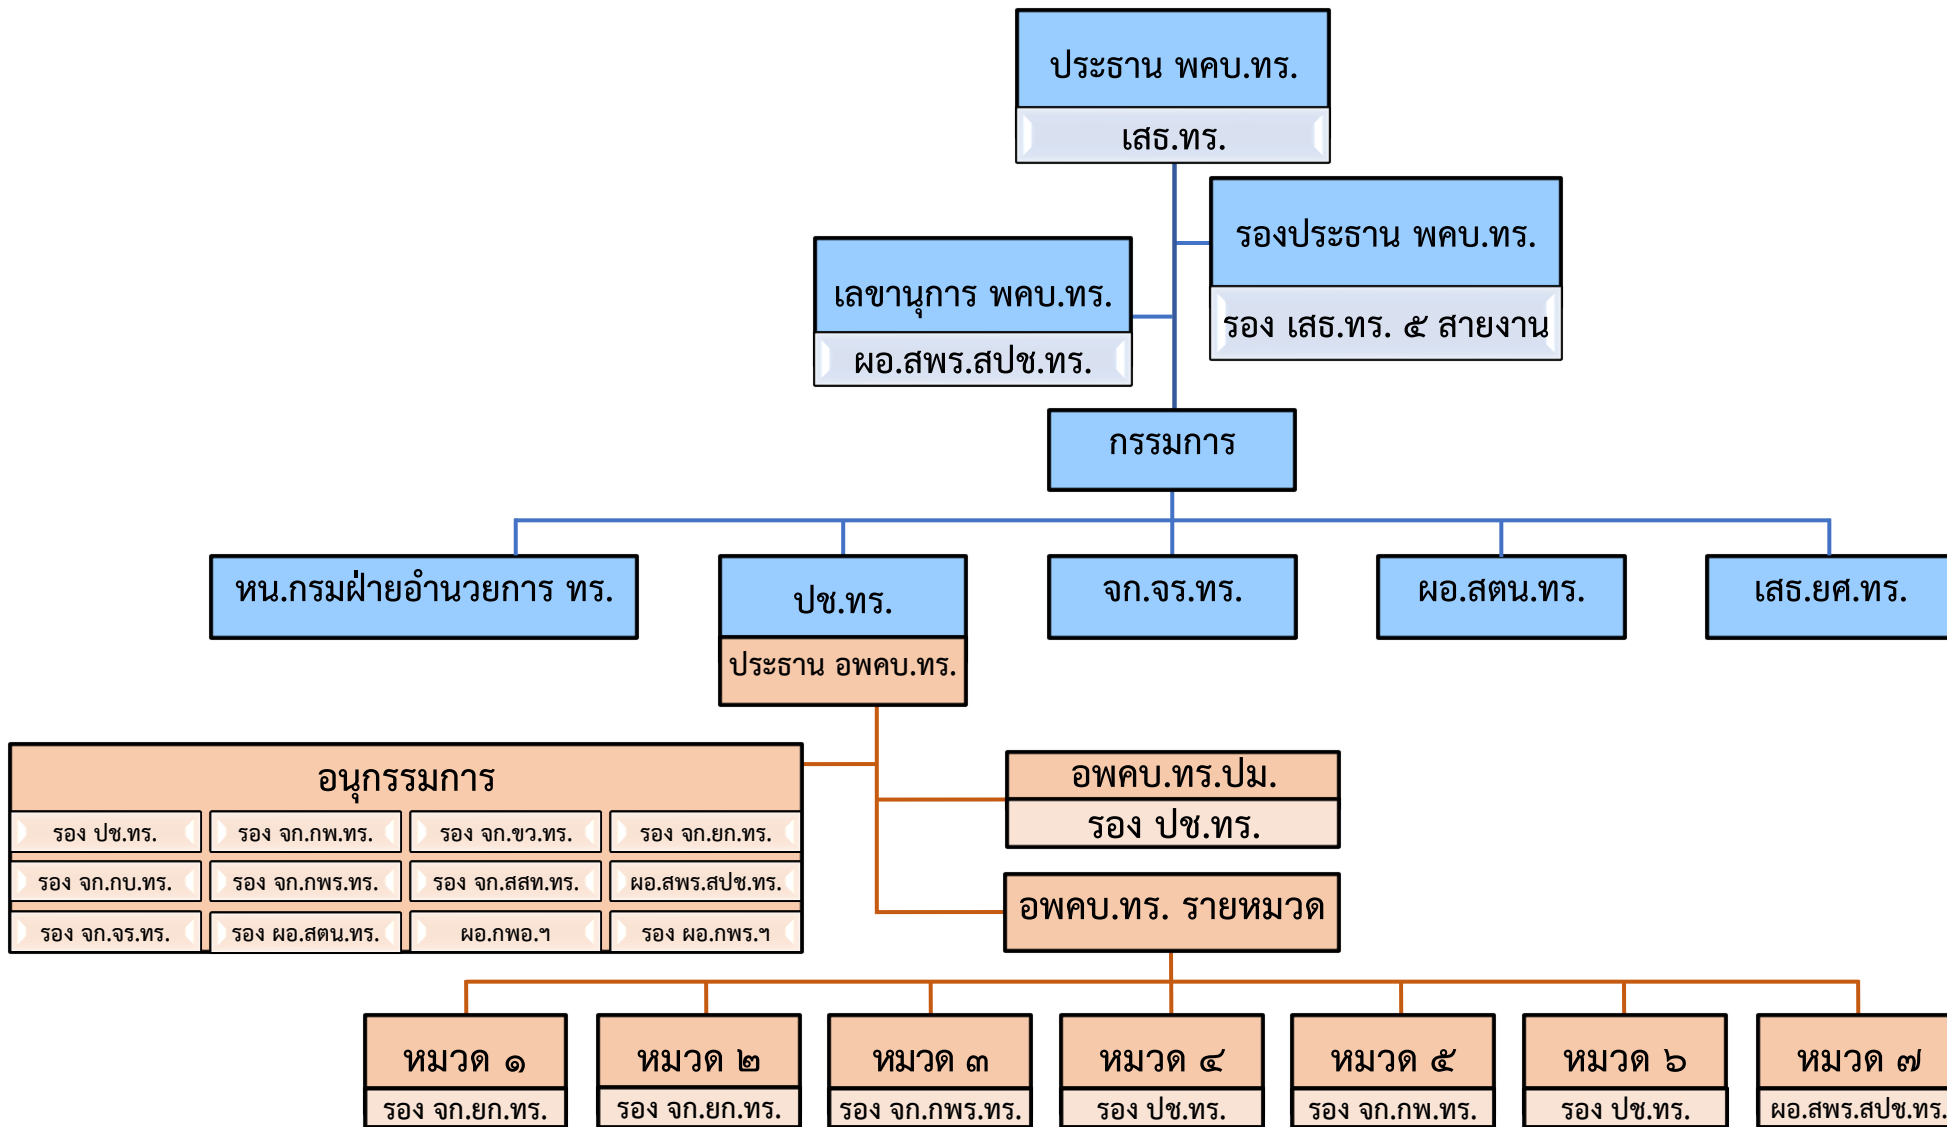 ประธาน พคบ.ทร.
เสธ.ทร.
รองประธาน พคบ.ทร.
รอง เสธ.ทร. ๕ สายงาน
เลขานุการ พคบ.ทร.
ผอ.สพร.สปช.ทร.
กรรมการ
หน.กรมฝ่ายอำนวยการ ทร.
ปช.ทร.
ประธาน อพคบ.ทร.
จก.จร.ทร.
ผอ.สตน.ทร.
เสธ.ยศ.ทร.
อนุกรรมการ
รอง ปช.ทร.
รอง จก.กพ.ทร.
รอง จก.ขว.ทร.
รอง จก.ยก.ทร.
รอง จก.กบ.ทร.
รอง จก.กพร.ทร.
รอง จก.สสท.ทร.
ผอ.สพร.สปช.ทร.
รอง จก.จร.ทร.
รอง ผอ.สตน.ทร.
ผอ.กพอ.ฯ
รอง ผอ.กพร.ฯ
อพคบ.ทร.ปม.
รอง ปช.ทร.
อพคบ.ทร. รายหมวด
หมวด ๑
รอง จก.ยก.ทร.
หมวด ๒
รอง จก.ยก.ทร.
หมวด ๓
รอง จก.กพร.ทร.
หมวด ๔
รอง ปช.ทร.
หมวด ๕
รอง จก.กพ.ทร.
หมวด ๖
รอง ปช.ทร.
หมวด ๗
ผอ.สพร.สปช.ทร.